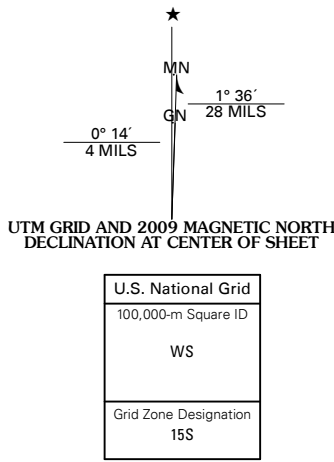 MN
1° 36´
28 MILS
GN
0° 14´
4 MILS
UTM GRID AND 2009 MAGNETIC NORTH
DECLINATION AT CENTER OF SHEET
U.S. National Grid
100,000-m Square ID
WS
Grid Zone Designation
15S